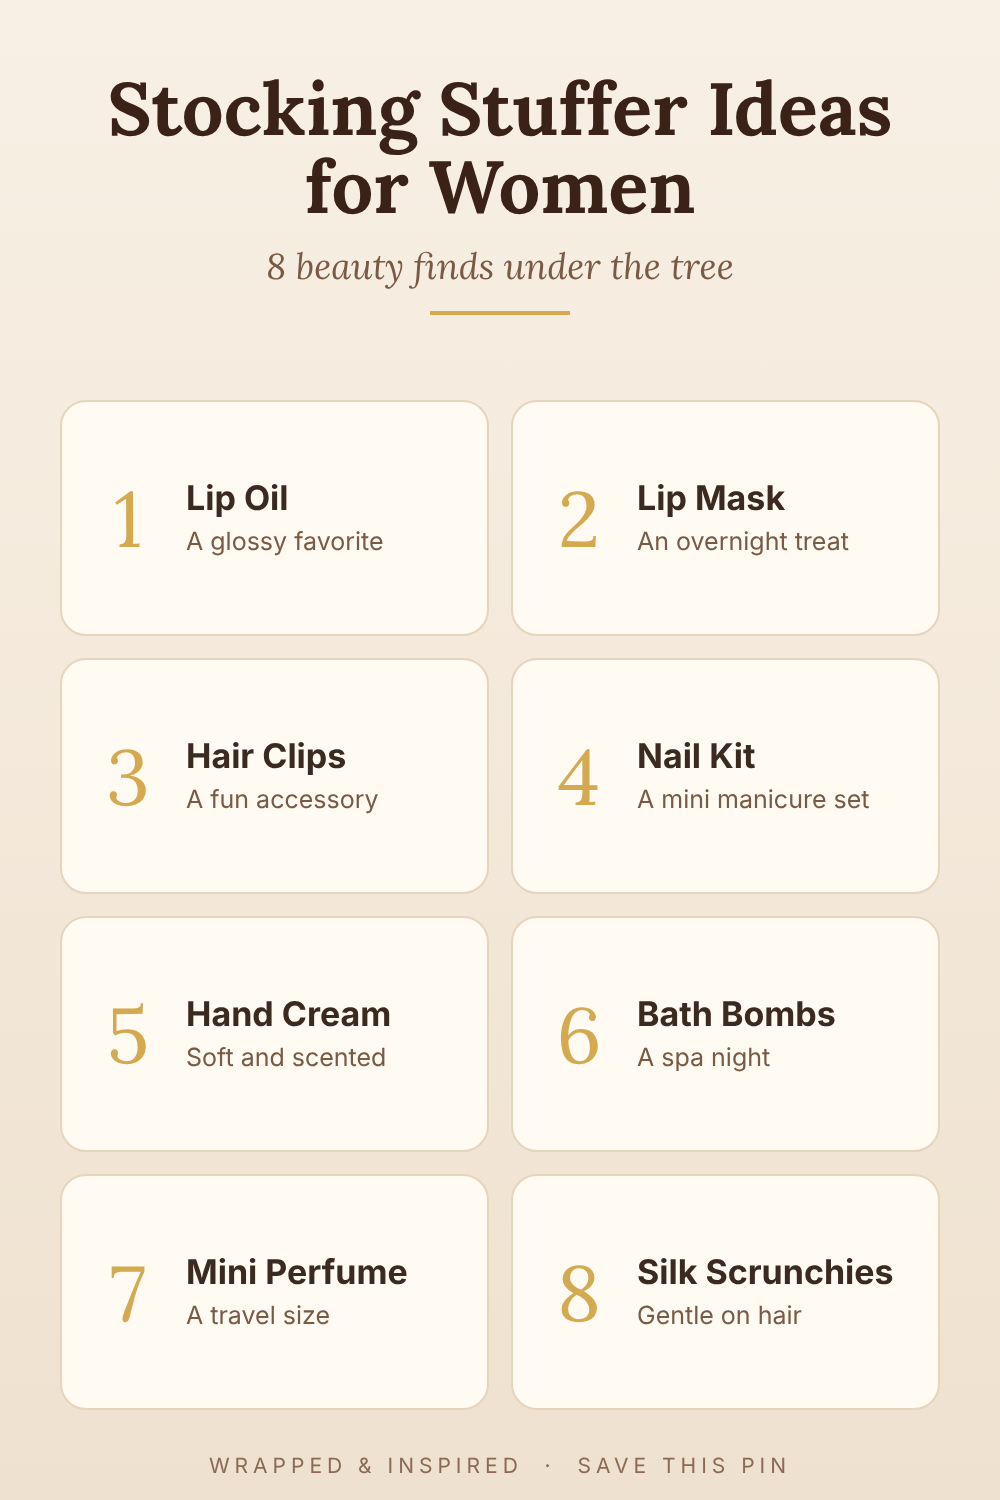 Stocking Stuffer Ideas
for Women
8 beauty finds under the tree
1
Lip Oil
A glossy favorite
2
Lip Mask
An overnight treat
3
Hair Clips
A fun accessory
4
Nail Kit
A mini manicure set
5
Hand Cream
Soft and scented
6
Bath Bombs
A spa night
7
Mini Perfume
A travel size
8
Silk Scrunchies
Gentle on hair
WRAPPED & INSPIRED · SAVE THIS PIN